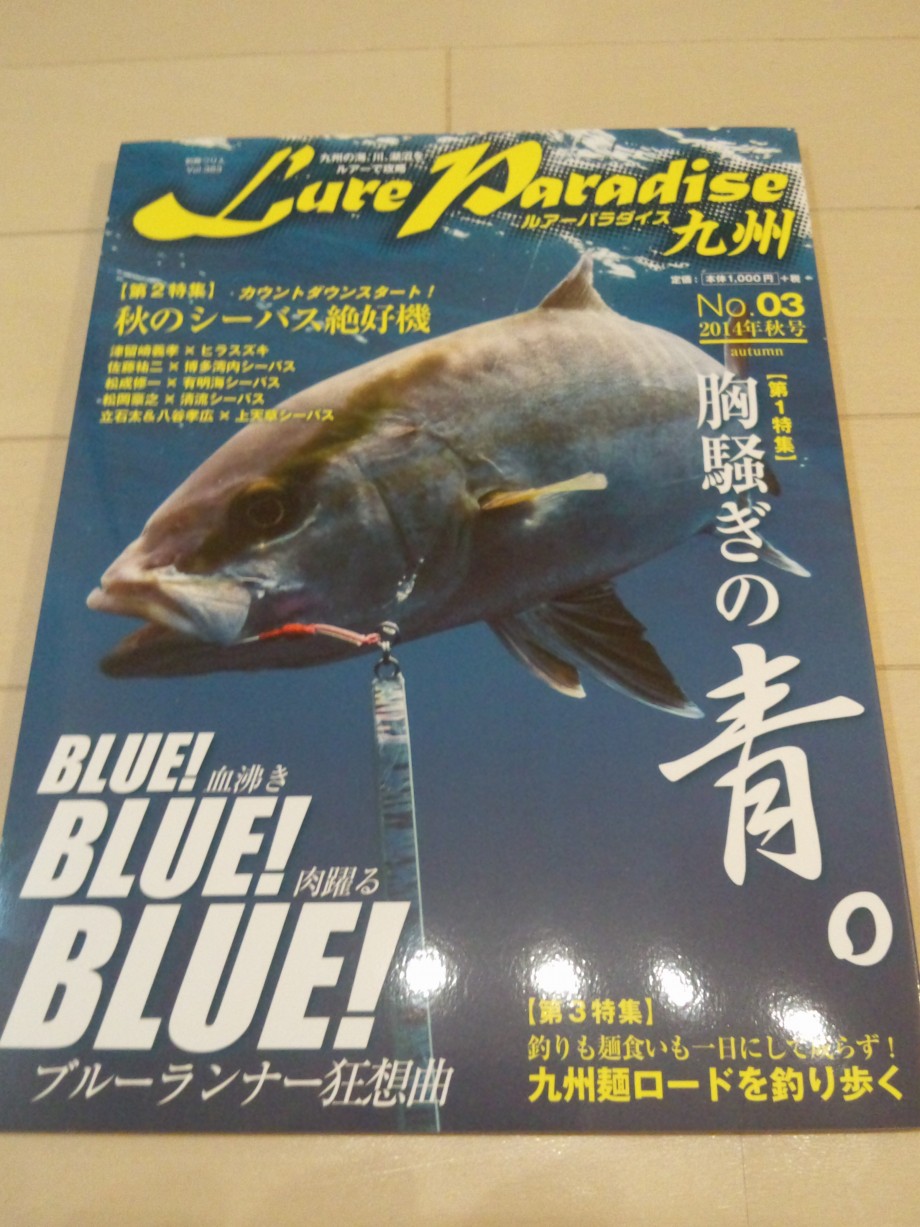 別冊つり人
Vol.383
九州の海、川、湖沼を
ルアーで攻略
Lure Paradise
ルアーパラダイス
九州
定価：本体1,000円＋税
No.03
2014年秋号
autumn
【第2特集】 カウントダウンスタート！
秋のシーバス絶好機
津留崎義孝×ヒラスズキ
佐藤祐二×博多湾内シーバス
松成修一×有明海シーバス
松岡豪之×清流シーバス
立石太＆八谷孝広×上天草シーバス
【第1特集】
胸騒ぎの
青。
BLUE!
血沸き
BLUE!
肉躍る
BLUE!
ブルーランナー狂想曲
【第3特集】
釣りも麺食いも一日にして成らず！
九州麺ロードを釣り歩く